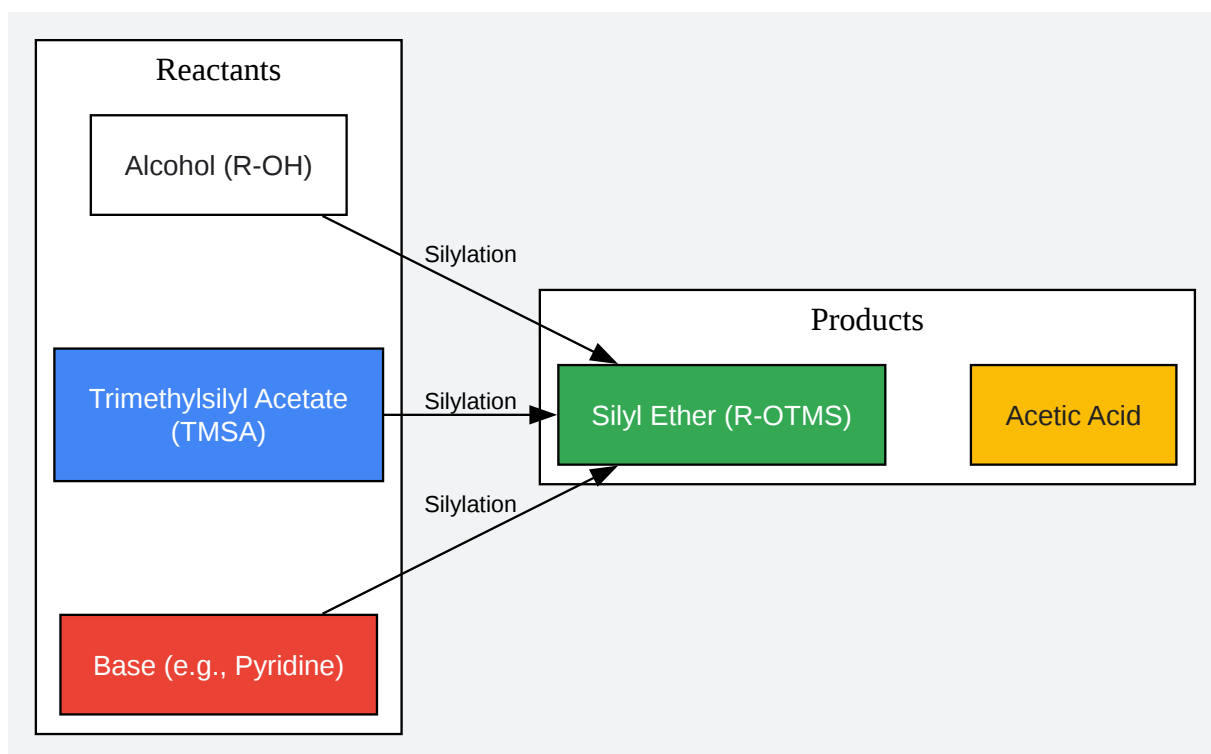 Reactants
Alcohol (R-OH)
Silylation
Products
Trimethylsilyl Acetate
(TMSA)
Silylation
Silyl Ether (R-OTMS)
Acetic Acid
Silylation
Base (e.g., Pyridine)